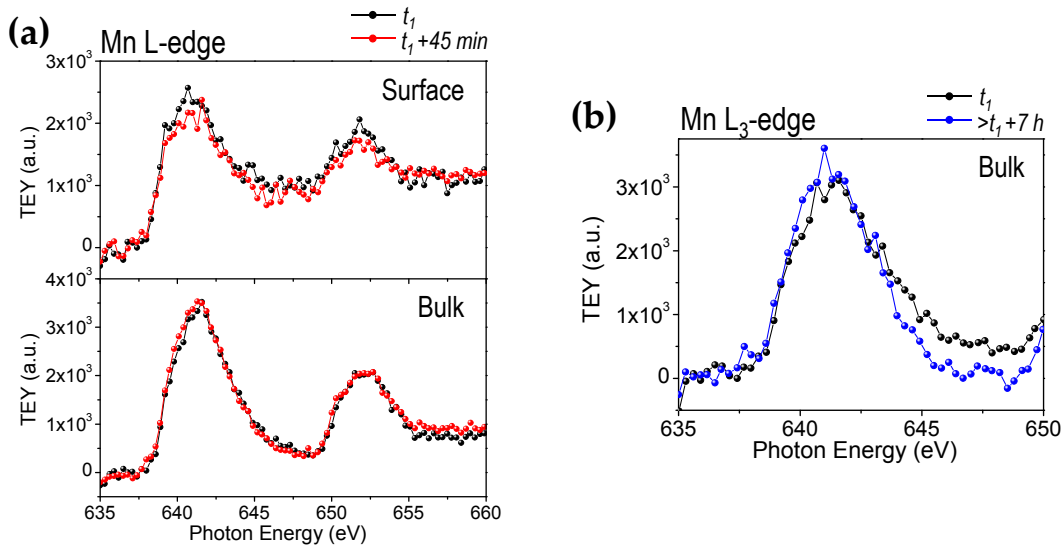 (a)
Mn L-edge
t1
t1+45 min
Surface
TEY (a.u.)
3x10³
2x10³
1x10³
0
Bulk
TEY (a.u.)
4x10³
3x10³
2x10³
1x10³
0
635 640 645 650 655 660
Photon Energy (eV)
(b)
Mn L3-edge
t1
>t1+7 h
Bulk
TEY (a.u.)
3x10³
2x10³
1x10³
0
635 640 645 650
Photon Energy (eV)